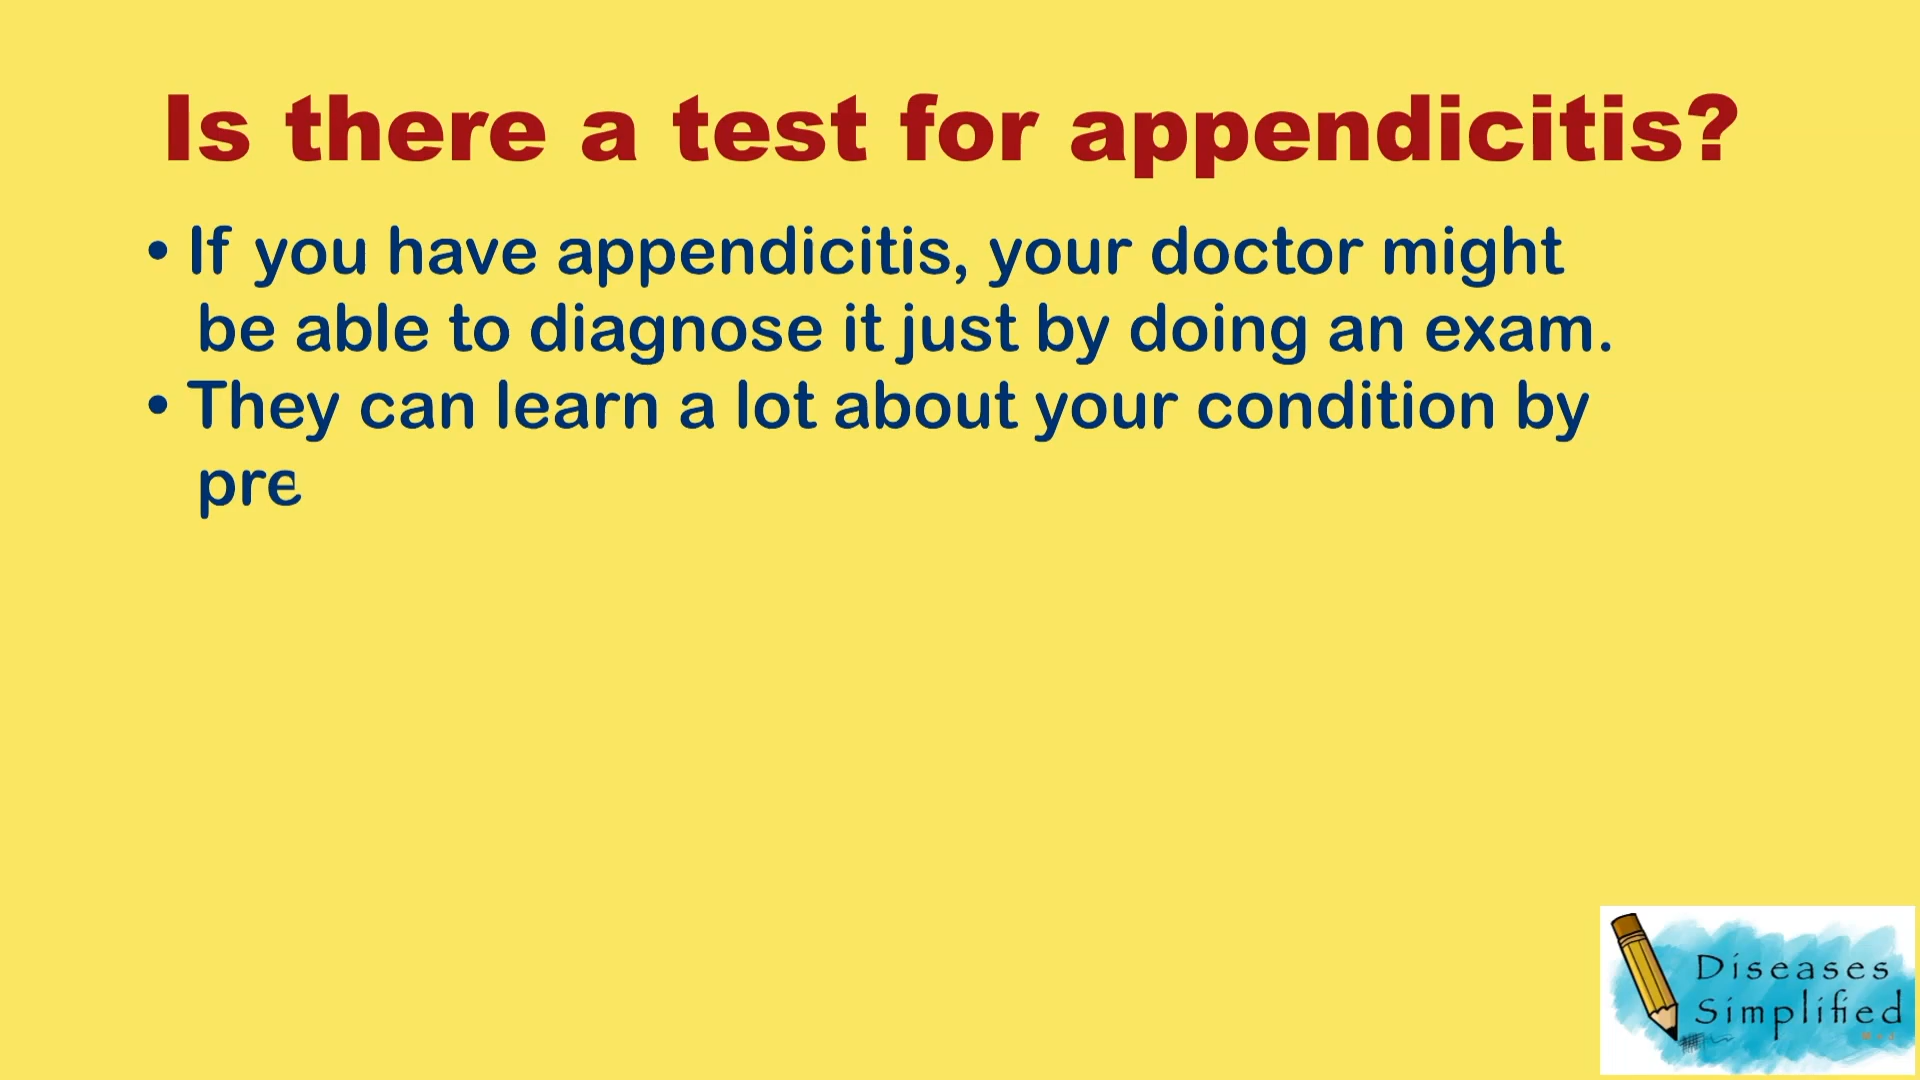 Is there a test for appendicitis?
• If you have appendicitis, your doctor might
be able to diagnose it just by doing an exam.
• They can learn a lot about your condition by
pre
Diseases
Simplified